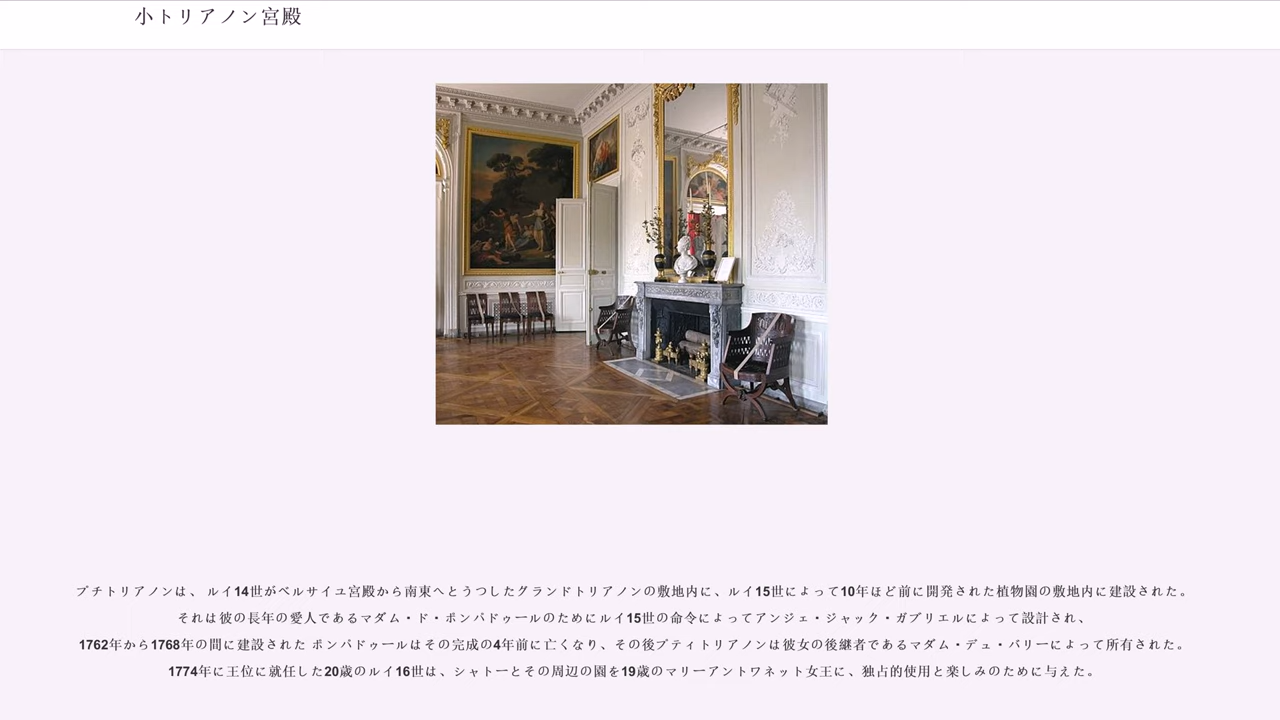 小トリアノン宮殿
プチトリアノンは、 ルイ14世がベルサイユ宮殿から南東へとうつしたグランドトリアノンの敷地内に、ルイ15世によって10年ほど前に開発された植物園の敷地内に建設された。
それは彼の長年の愛人であるマダム・ド・ポンパドゥールのためにルイ15世の命令によってアンジェ・ジャック・ガブリエルによって設計され、
1762年から1768年の間に建設された ポンパドゥールはその完成の4年前に亡くなり、その後プティトリアノンは彼女の後継者であるマダム・デュ・バリーによって所有された。
1774年に王位に就任した20歳のルイ16世は、シャトーとその周辺の園を19歳のマリーアントワネット女王に、独占的使用と楽しみのために与えた。